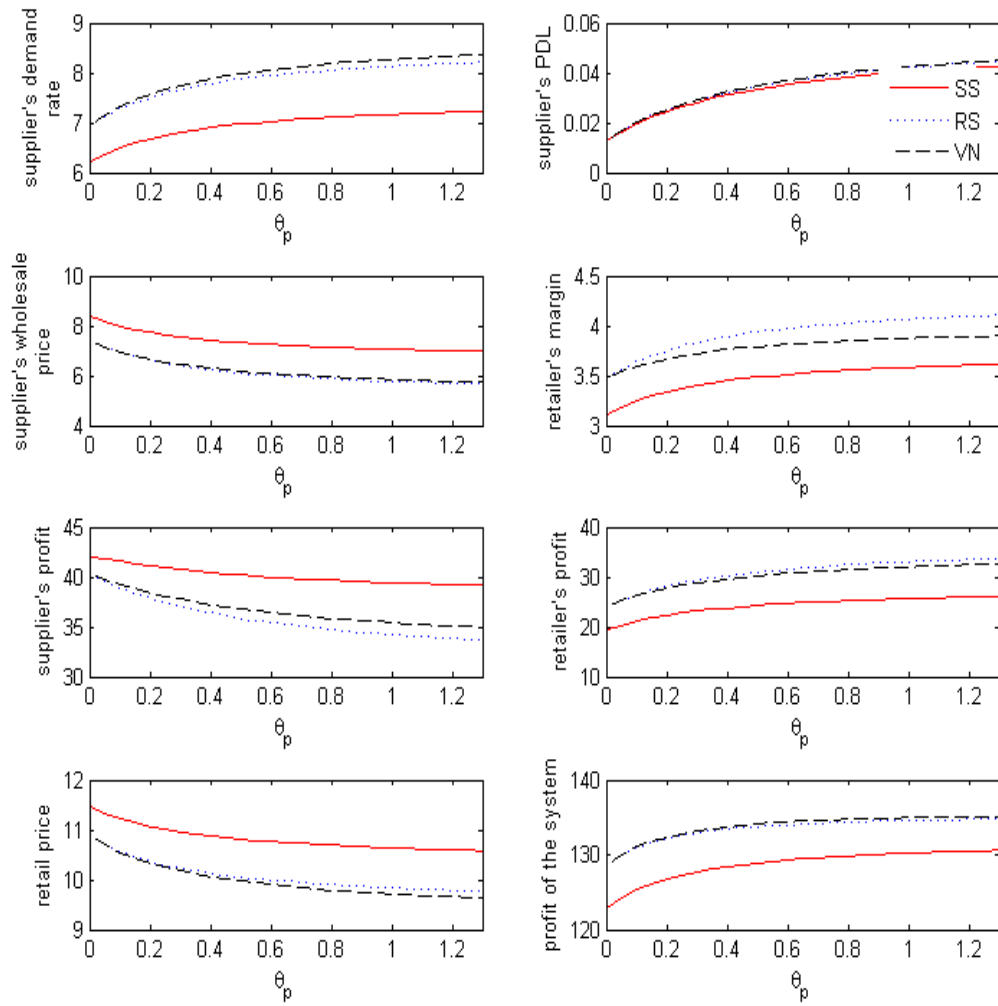 supplier's demand
rate
9
8
7
6
0 0.2 0.4 0.6 0.8 1 1.2
θp
supplier's PDL
0.06
0.04
0.02
0
SS
RS
VN
0 0.2 0.4 0.6 0.8 1 1.2
θp
supplier's wholesale
price
10
8
6
4
0 0.2 0.4 0.6 0.8 1 1.2
θp
retailer's margin
4.5
4
3.5
3
0 0.2 0.4 0.6 0.8 1 1.2
θp
supplier's profit
45
40
35
30
0 0.2 0.4 0.6 0.8 1 1.2
θp
retailer's profit
40
30
20
10
0 0.2 0.4 0.6 0.8 1 1.2
θp
retail price
12
11
10
9
0 0.2 0.4 0.6 0.8 1 1.2
θp
profit of the system
140
130
120
0 0.2 0.4 0.6 0.8 1 1.2
θp